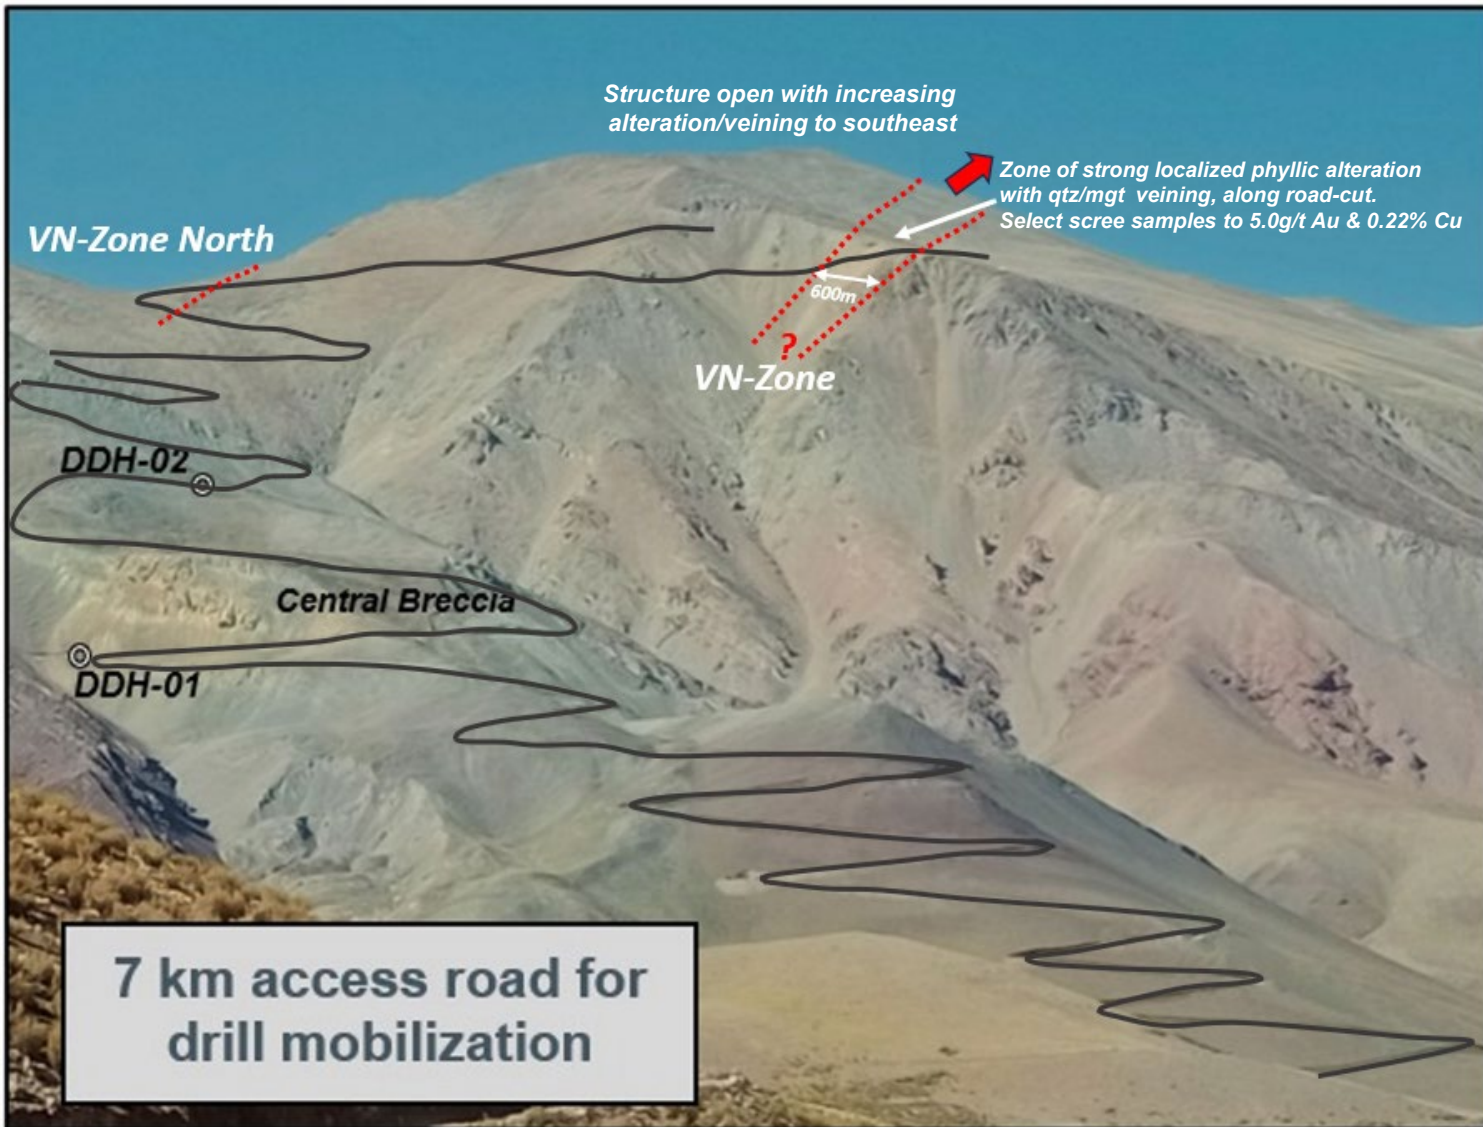 Structure open with increasing
alteration/veining to southeast
Zone of strong localized phyllic alteration
with qtz/mgt veining, along road-cut.
Select scree samples to 5.0g/t Au & 0.22% Cu
VN-Zone North
600m
?
VN-Zone
DDH-02
Central Breccia
DDH-01
7 km access road for
drill mobilization